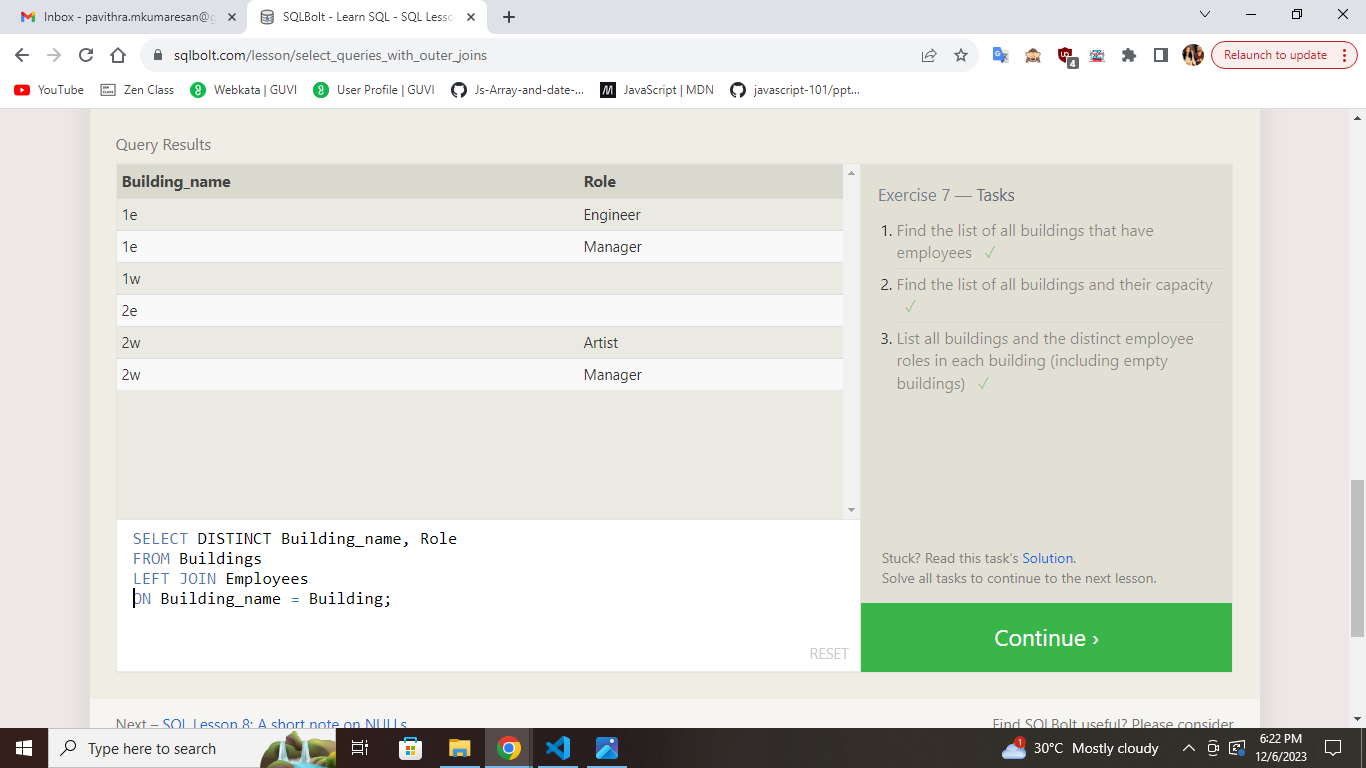 Inbox - pavithra.mkumaresan@g
SQLBolt - Learn SQL - SQL Lesso
sqlbolt.com/lesson/select_queries_with_outer_joins
4
Relaunch to update
YouTube
Zen Class
Webkata | GUVI
User Profile | GUVI
Js-Array-and-date-...
JavaScript | MDN
javascript-101/ppt...
Query Results
Building_name Role
1e Engineer
1e Manager
1w
2e
2w Artist
2w Manager
Exercise 7 — Tasks
1. Find the list of all buildings that have
employees ✓
2. Find the list of all buildings and their capacity
✓
3. List all buildings and the distinct employee
roles in each building (including empty
buildings) ✓
Stuck? Read this task's Solution.
Solve all tasks to continue to the next lesson.
Continue ›
SELECT DISTINCT Building_name, Role
FROM Buildings
LEFT JOIN Employees
ON Building_name = Building;
RESET
Next – SQL Lesson 8: A short note on NULLs
Find SQLBolt useful? Please consider
Type here to search
1
30°C Mostly cloudy
6:22 PM
12/6/2023